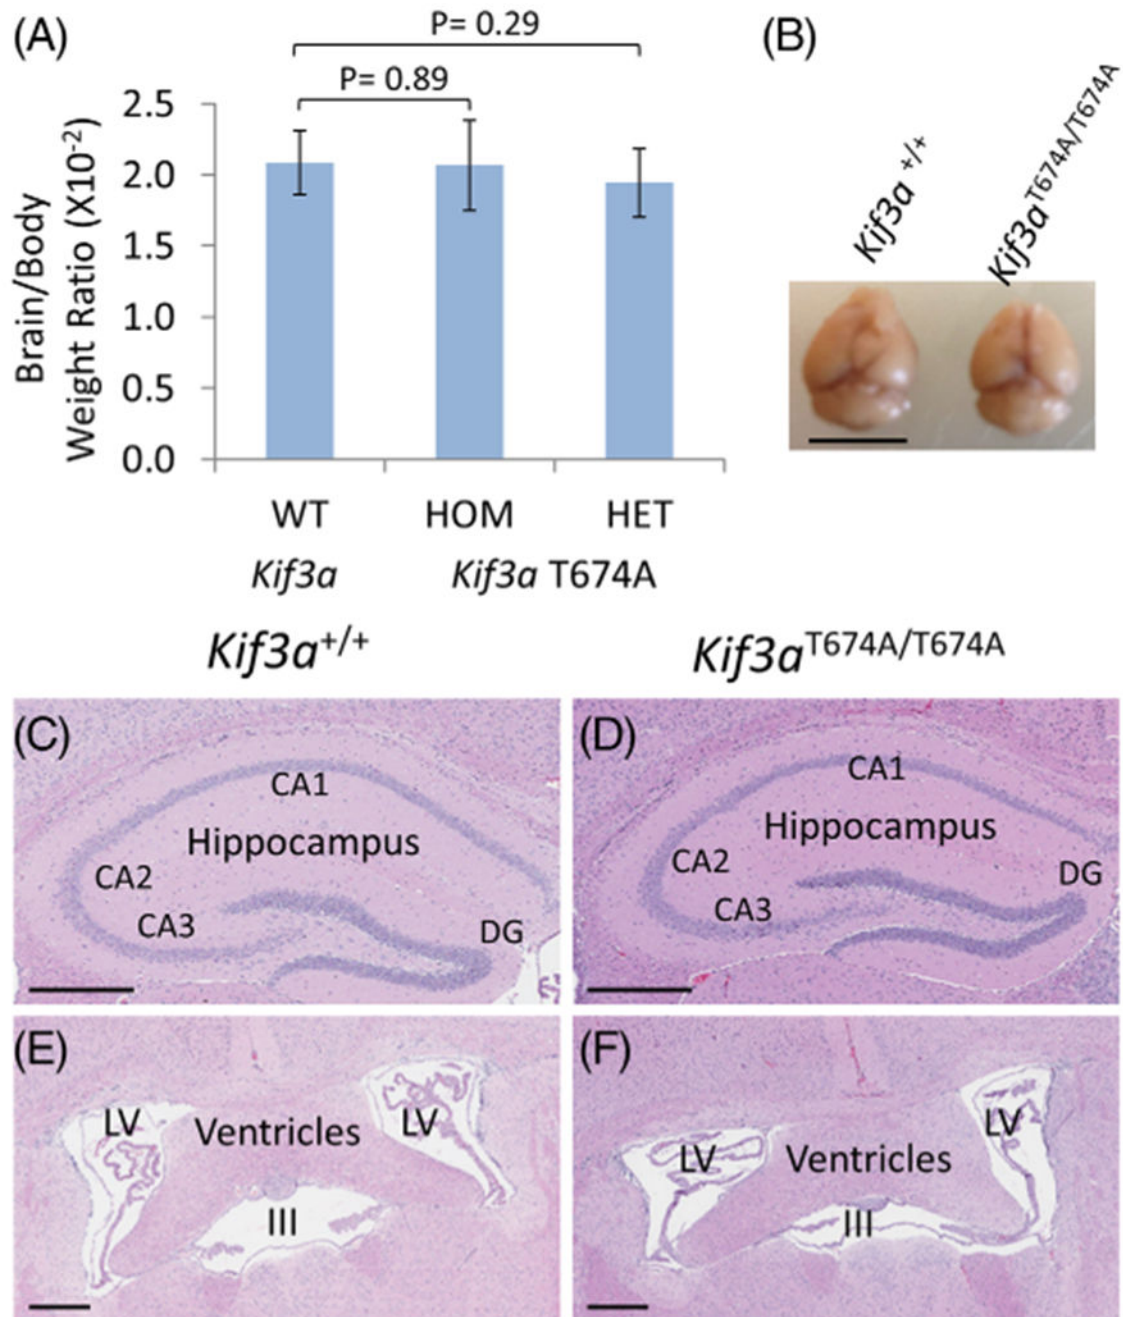 (A)
P= 0.29
P= 0.89
Brain/Body
Weight Ratio (X10-2)
2.5
2.0
1.5
1.0
0.5
0.0
WT HOM HET
Kif3a Kif3a T674A
(B)
Kif3a +/+
Kif3a T674A/T674A
Kif3a+/+ Kif3aT674A/T674A
(C)
CA1
Hippocampus
CA2
CA3
DG
(D)
CA1
Hippocampus
CA2
DG
CA3
(E)
LV LV
Ventricles
III
(F)
LV
LV Ventricles
III